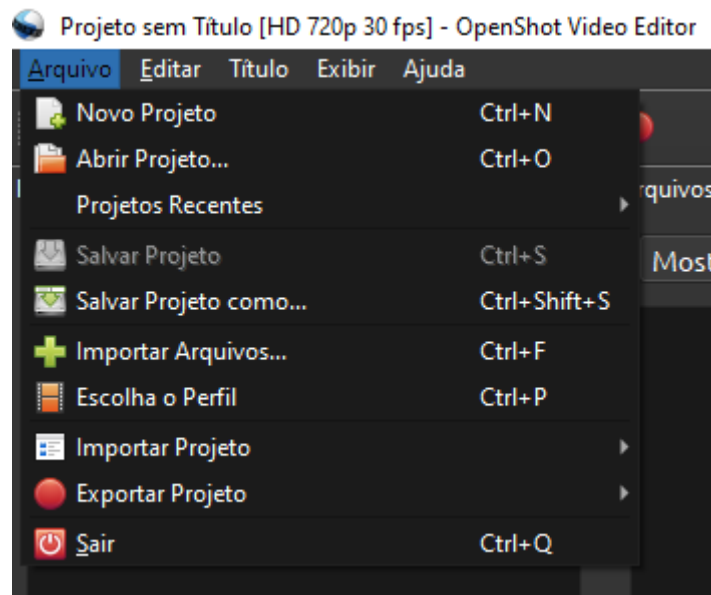 Projeto sem Título [HD 720p 30 fps] - OpenShot Video Editor
Arquivo Editar Título Exibir Ajuda
Novo Projeto Ctrl+N
Abrir Projeto... Ctrl+O
Projetos Recentes
Salvar Projeto Ctrl+S
Salvar Projeto como... Ctrl+Shift+S
Importar Arquivos... Ctrl+F
Escolha o Perfil Ctrl+P
Importar Projeto
Exportar Projeto
Sair Ctrl+Q
rquivos
Most